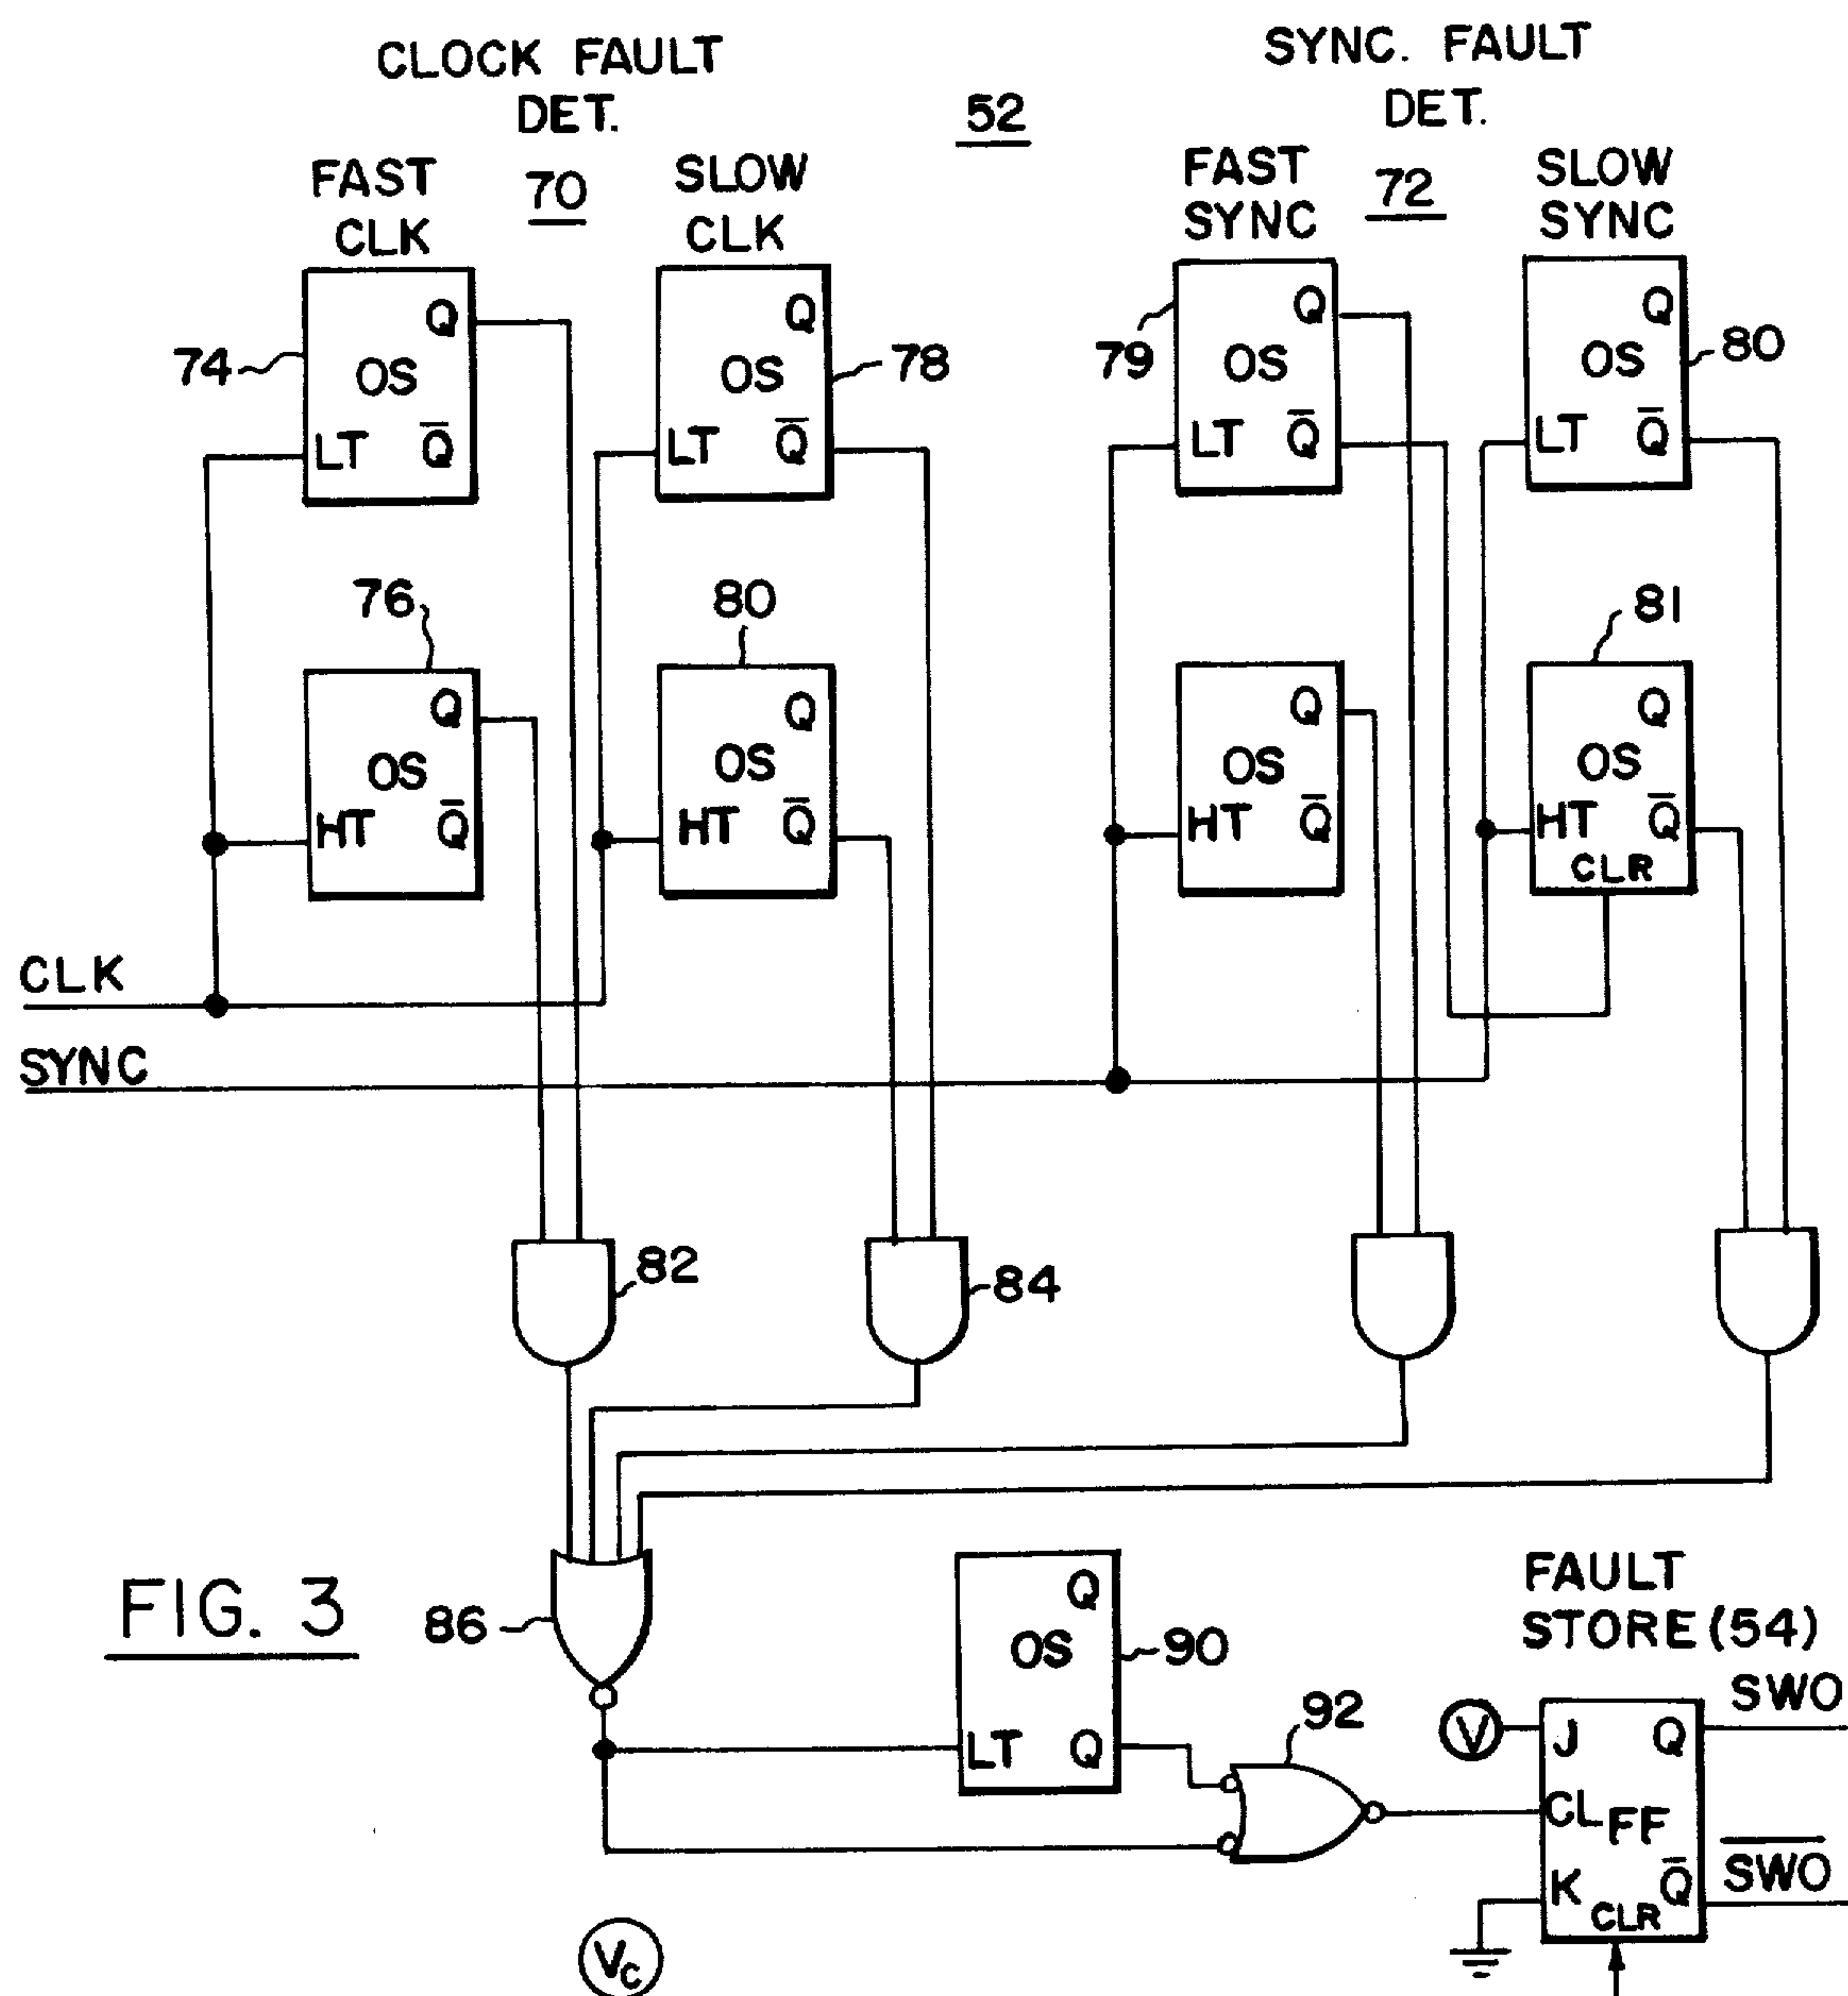 CLOCK FAULT
DET.
SYNC. FAULT
DET.
52
FAST
CLK
70
SLOW
CLK
FAST
SYNC
72
SLOW
SYNC
74
Q
OS
LT Q̅
Q
OS
LT Q̅
78
79
Q
OS
LT Q̅
Q
OS
LT Q̅
80
76
Q
OS
HT Q̅
80
Q
OS
HT Q̅
Q
OS
HT Q̅
81
Q
OS
HT Q̅
CLR
CLK
SYNC
82
84
FIG. 3
86
Q
OS
LT Q
90
92
FAULT
STORE (54)
V
J Q
CL FF
K Q̅
CLR
SWO
S̅W̅O̅
Vc